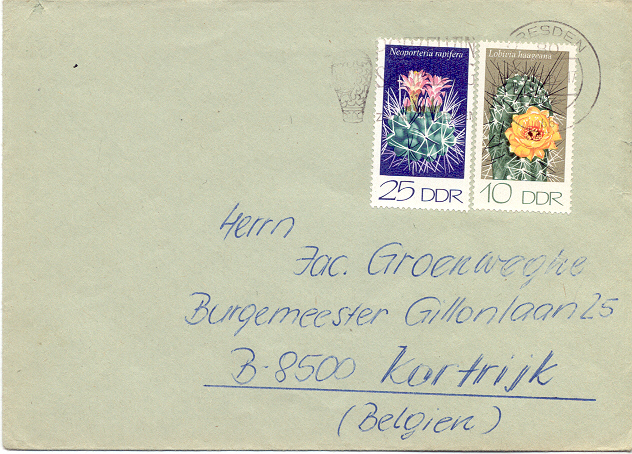 DRESDEN
Neoporteria rapifera
Lobivia haageana
25 DDR
10 DDR
Herrn
Jac. Groenweghe
Burgemeester Gillonlaan 25
B-8500 Kortrijk
(Belgien)